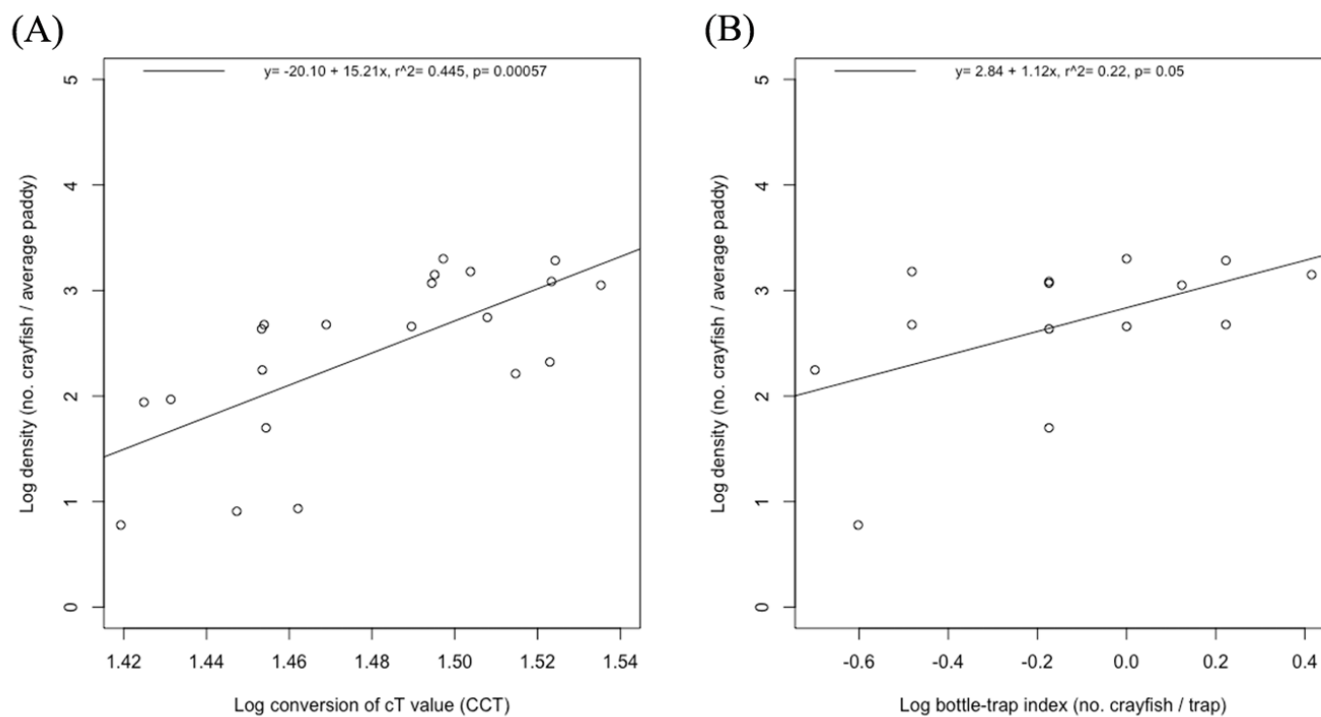 (A)
y= -20.10 + 15.21x, r^2= 0.445, p= 0.00057
5
4
3
2
1
0
Log density (no. crayfish / average paddy)
1.42 1.44 1.46 1.48 1.50 1.52 1.54
Log conversion of cT value (CCT)
(B)
y= 2.84 + 1.12x, r^2= 0.22, p= 0.05
5
4
3
2
1
0
Log density (no. crayfish / average paddy)
-0.6 -0.4 -0.2 0.0 0.2 0.4
Log bottle-trap index (no. crayfish / trap)